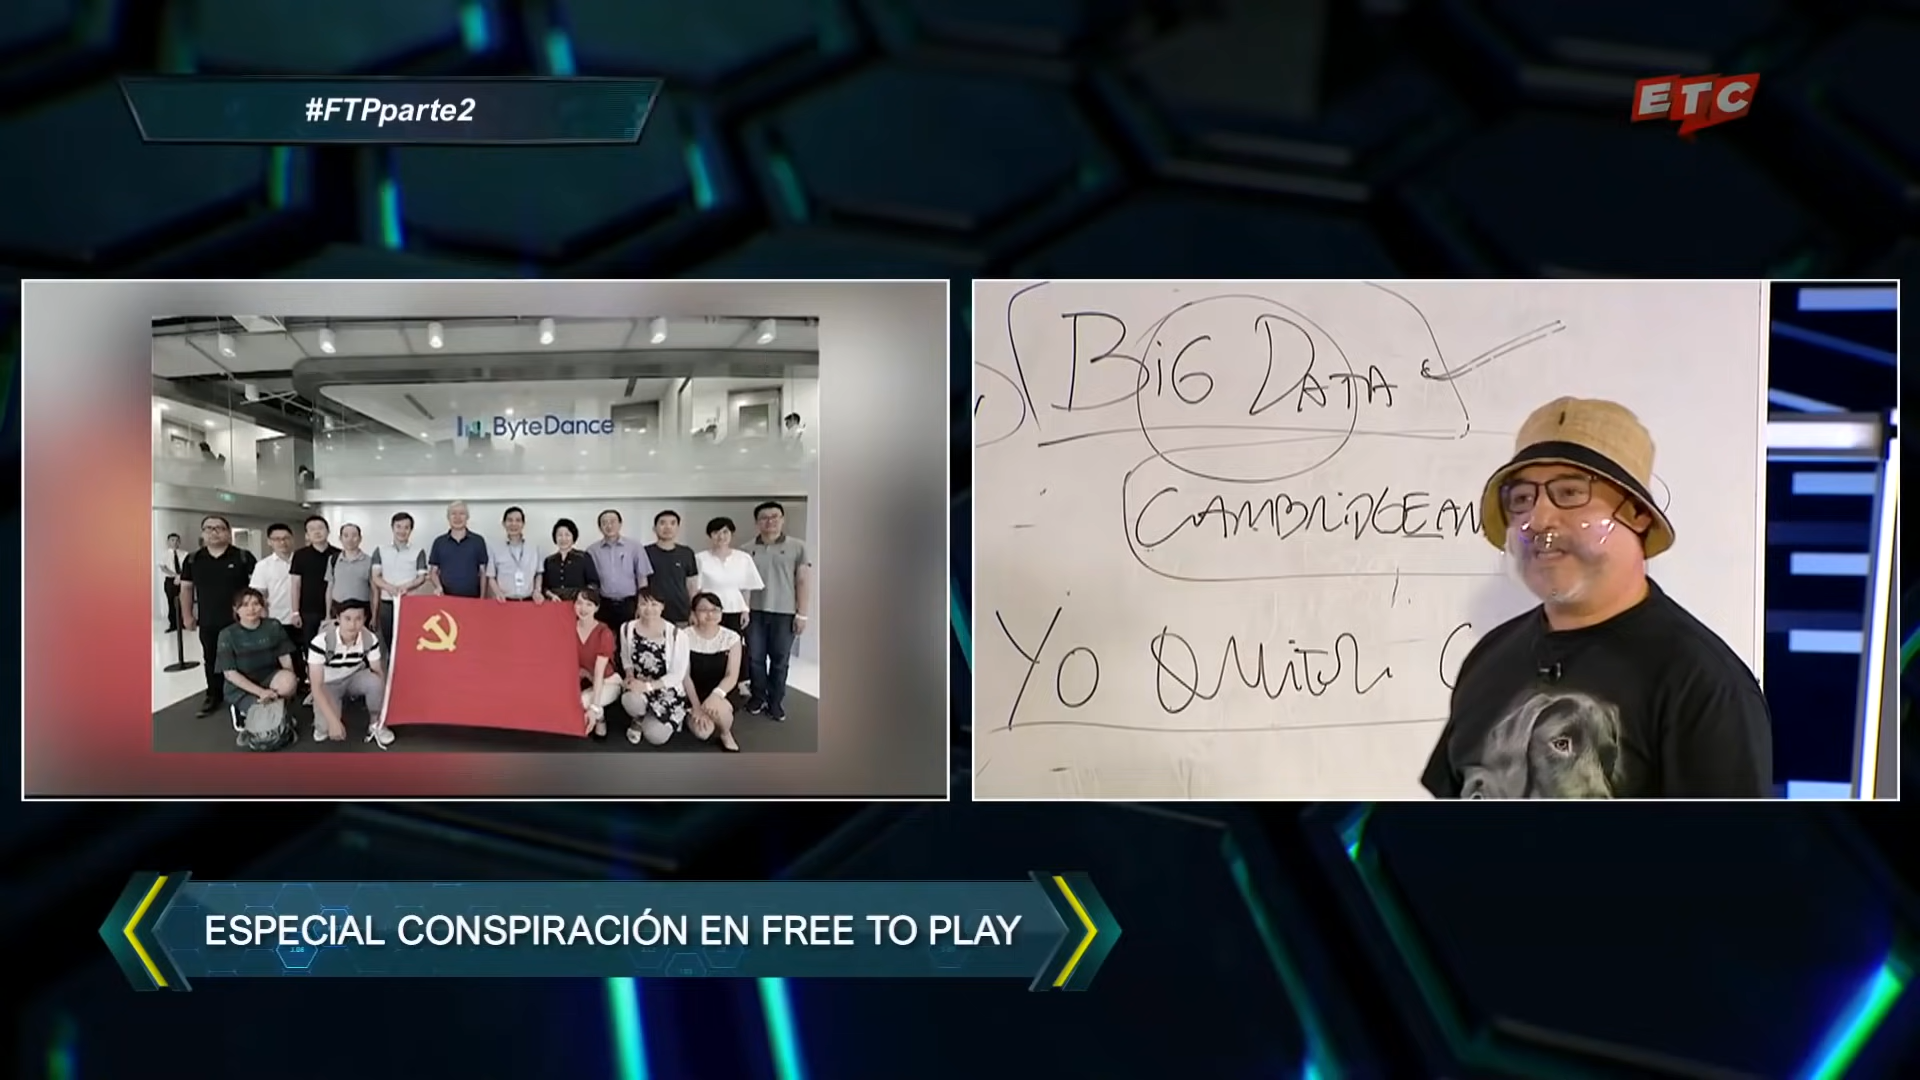 #FTPparte2
ETC
ByteDance
BiG DATA
CAMBRiDGEAN
YO
ESPECIAL CONSPIRACIÓN EN FREE TO PLAY